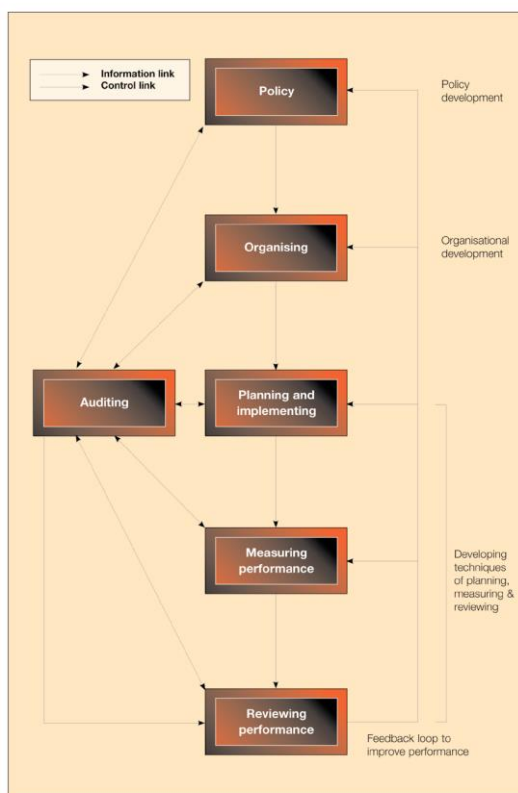 Information link
Control link
Policy
Policy
development
Organising
Organisational
development
Auditing
Planning and
implementing
Measuring
performance
Developing
techniques
of planning,
measuring &
reviewing
Reviewing
performance
Feedback loop to
improve performance